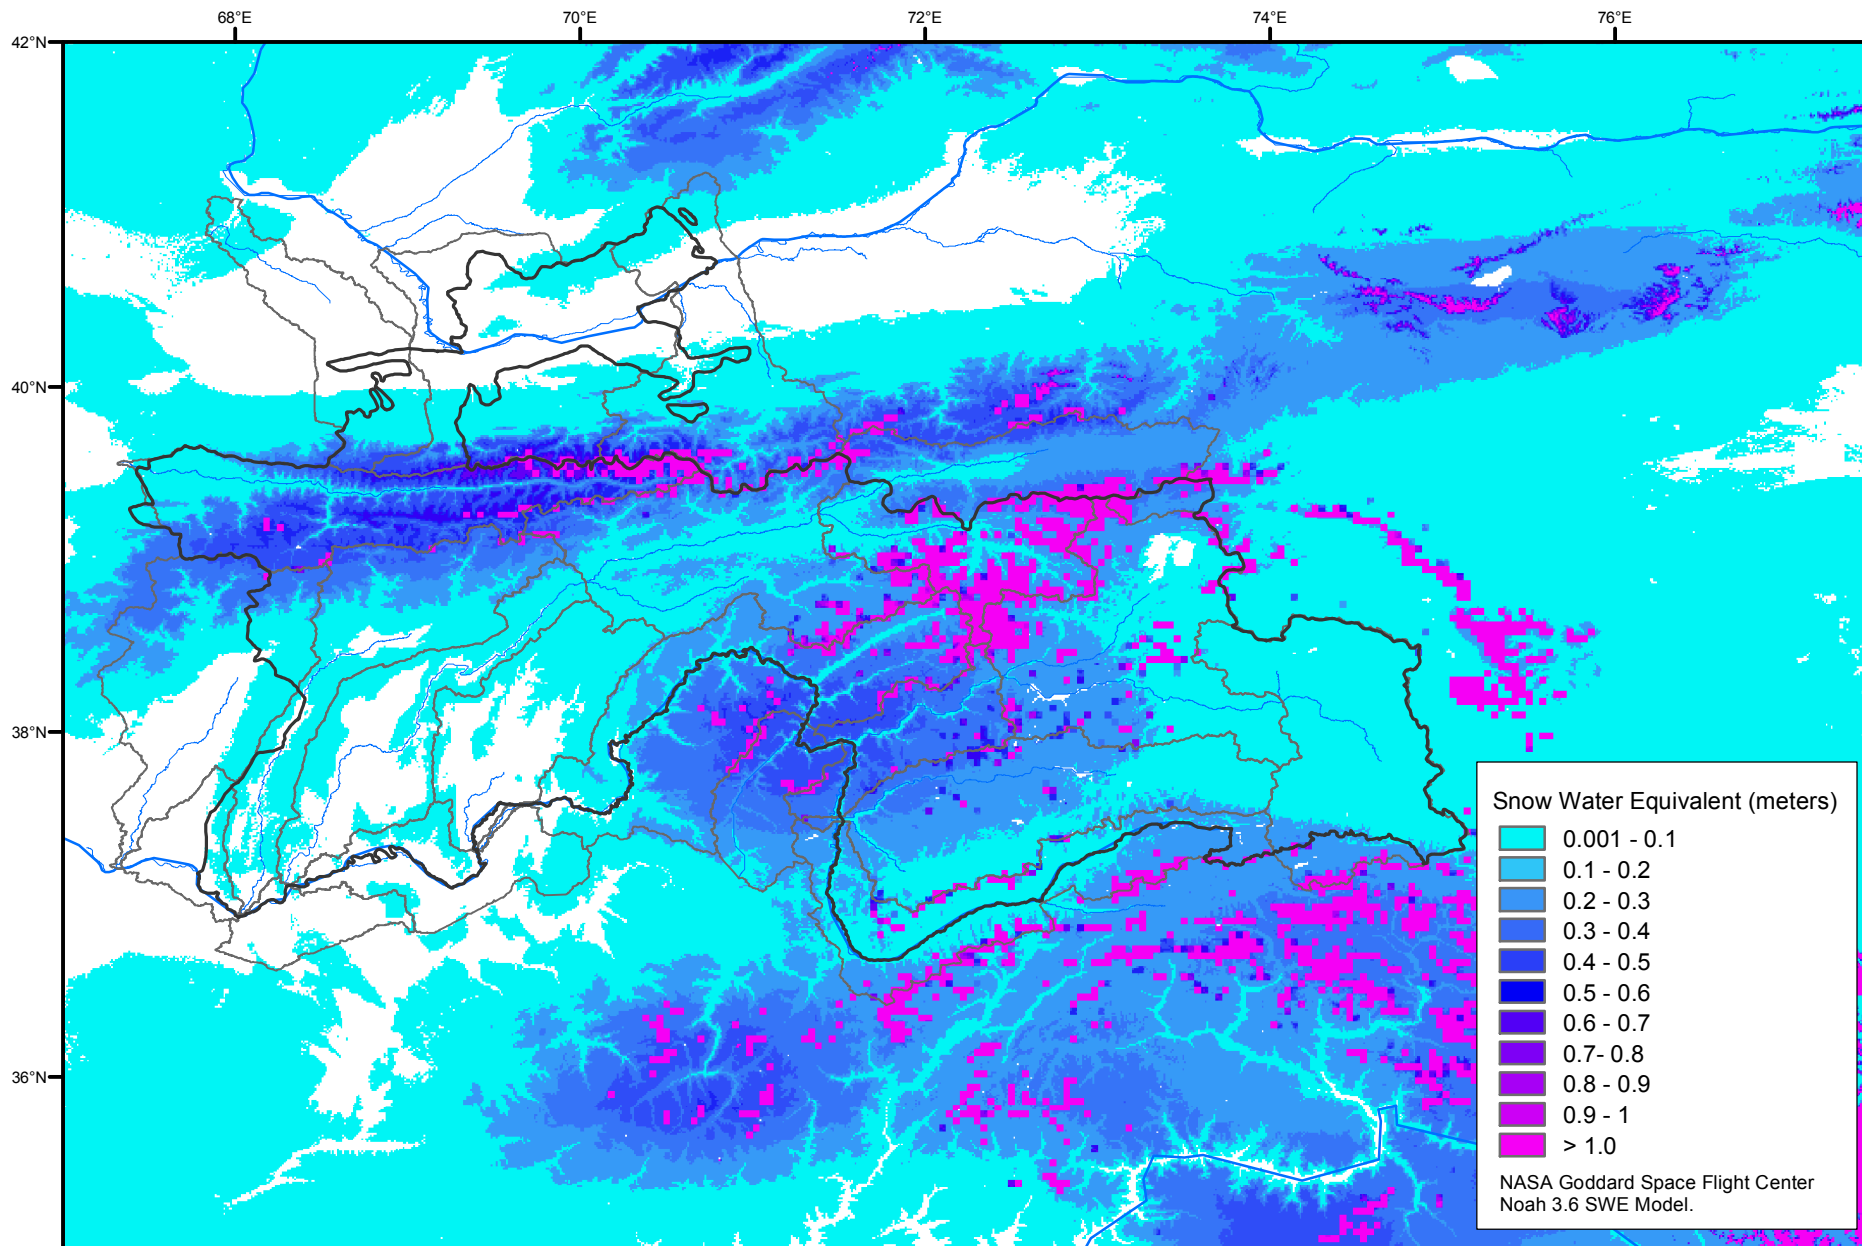 68°E 70°E 72°E 74°E 76°E
42°N
40°N
38°N
36°N
Snow Water Equivalent (meters)
0.001 - 0.1
0.1 - 0.2
0.2 - 0.3
0.3 - 0.4
0.4 - 0.5
0.5 - 0.6
0.6 - 0.7
0.7- 0.8
0.8 - 0.9
0.9 - 1
> 1.0
NASA Goddard Space Flight Center
Noah 3.6 SWE Model.